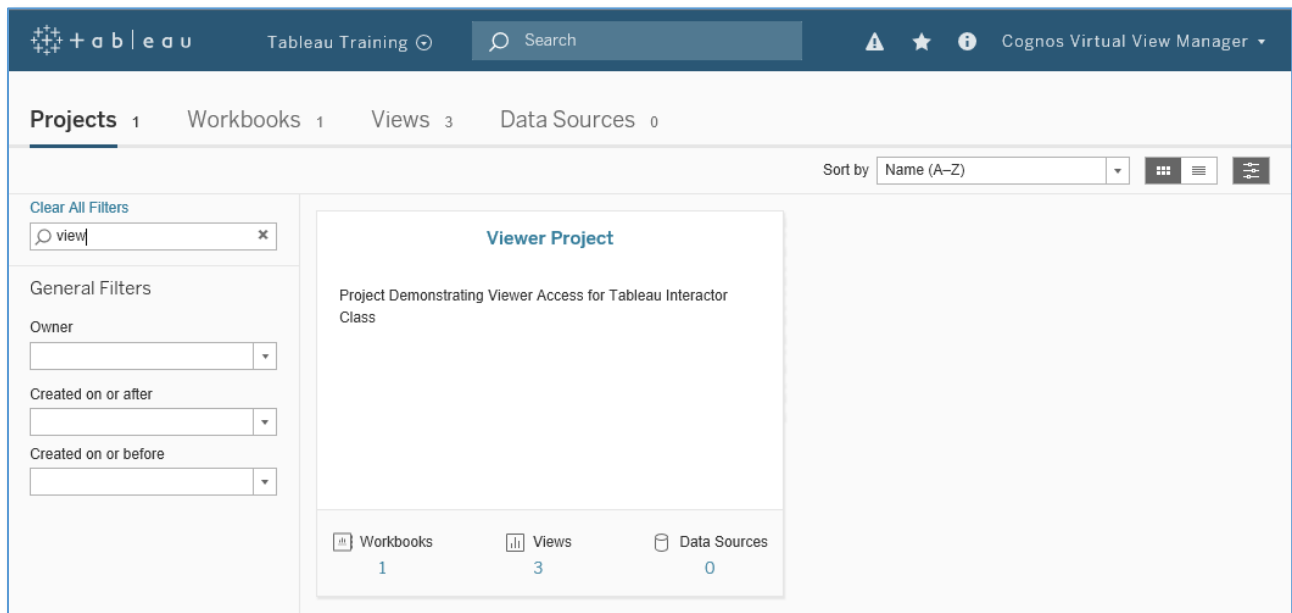 + a b | e a u Tableau Training Search Cognos Virtual View Manager
Projects 1 Workbooks 1 Views 3 Data Sources 0
Sort by Name (A–Z)
Clear All Filters
view
General Filters
Owner
Created on or after
Created on or before
Viewer Project
Project Demonstrating Viewer Access for Tableau Interactor
Class
Workbooks Views Data Sources
1 3 0